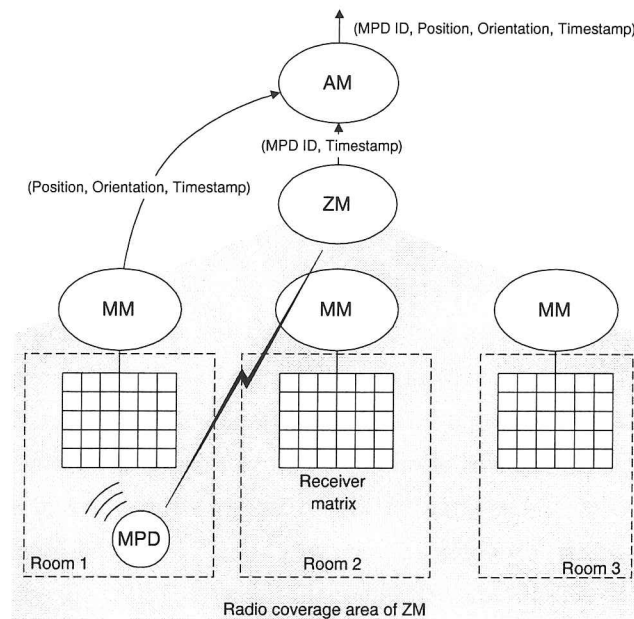 (MPD ID, Position, Orientation, Timestamp)
AM
(MPD ID, Timestamp)
(Position, Orientation, Timestamp)
ZM
MM
MM
MM
Receiver
matrix
MPD
Room 1
Room 2
Room 3
Radio coverage area of ZM